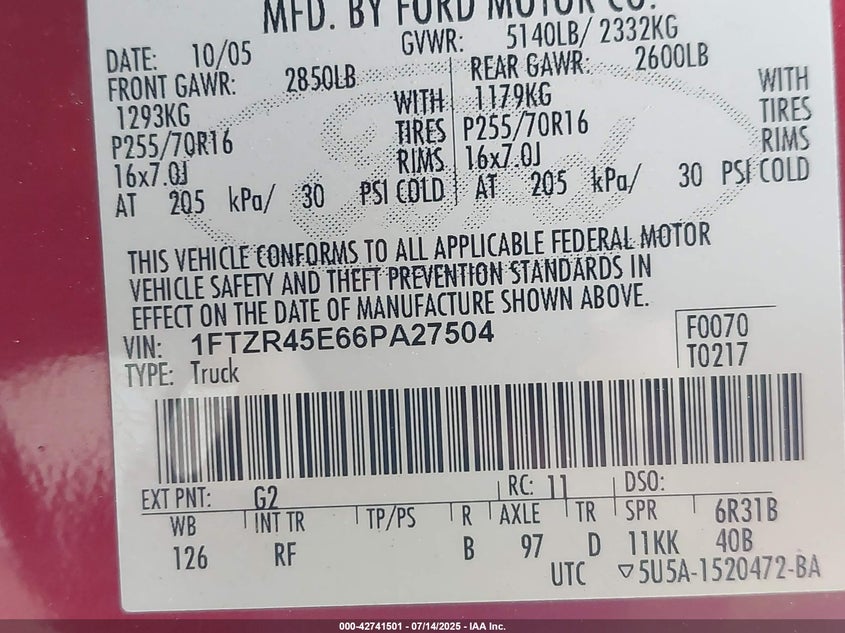 MFD. BY FORD MOTOR CO.
DATE: 10/05 GVWR: 5140LB/ 2332KG
FRONT GAWR: 2850LB REAR GAWR: 2600LB
1293KG WITH 1179KG WITH
P255/70R16 TIRES P255/70R16 TIRES
16x7.0J RIMS 16x7.0J RIMS
AT 205 kPa/ 30 PSI COLD AT 205 kPa/ 30 PSI COLD
THIS VEHICLE CONFORMS TO ALL APPLICABLE FEDERAL MOTOR
VEHICLE SAFETY AND THEFT PREVENTION STANDARDS IN
EFFECT ON THE DATE OF MANUFACTURE SHOWN ABOVE.
VIN: 1FTZR45E66PA27504 F0070
TYPE: Truck T0217
EXT PNT: G2 RC: 11 DSO:
WB INT TR TP/PS R AXLE TR SPR 6R31B
126 RF B 97 D 11KK 40B
UTC ▽5U5A-1520472-BA
000-42741501 - 07/14/2025 - IAA Inc.